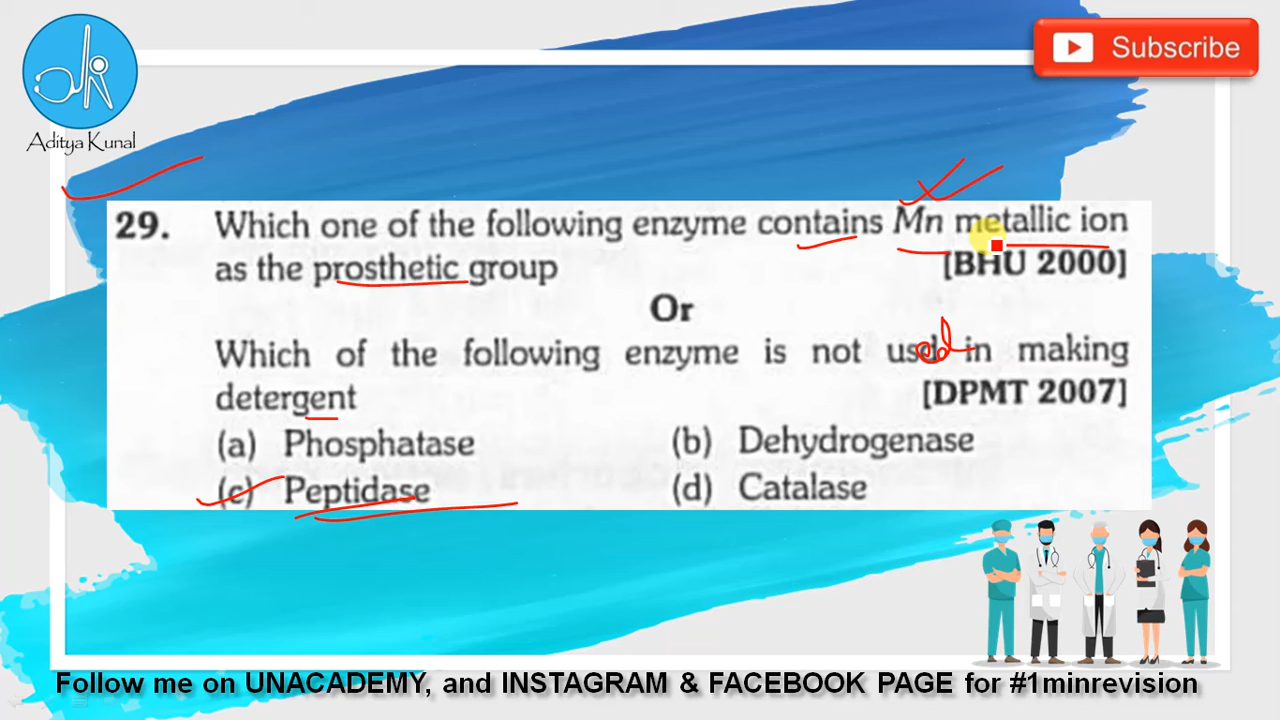 Subscribe
Aditya Kunal
29. Which one of the following enzyme contains Mn metallic ion
as the prosthetic group [BHU 2000]
Or
Which of the following enzyme is not used in making
detergent [DPMT 2007]
(a) Phosphatase (b) Dehydrogenase
(c) Peptidase (d) Catalase
Follow me on UNACADEMY, and INSTAGRAM & FACEBOOK PAGE for #1minrevision